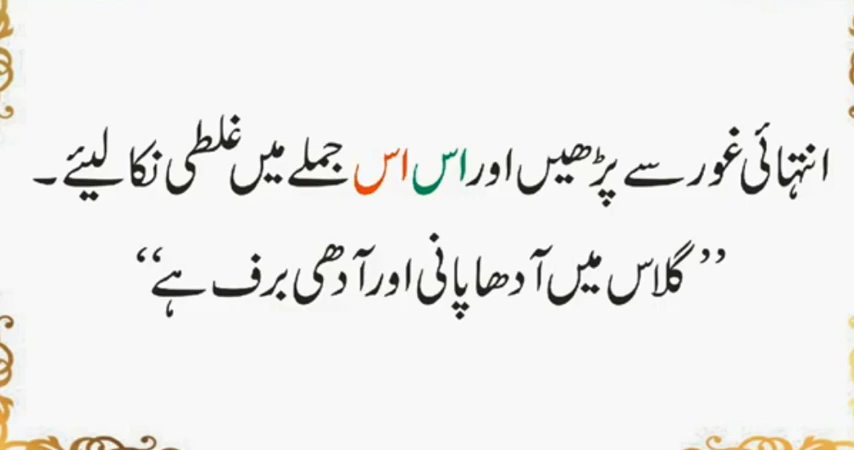 انتہائی غور سے پڑھیں اور اس اس جملے میں غلطی نکالیئے۔
’’گلاس میں آدھا پانی اور آدھی برف ہے‘‘